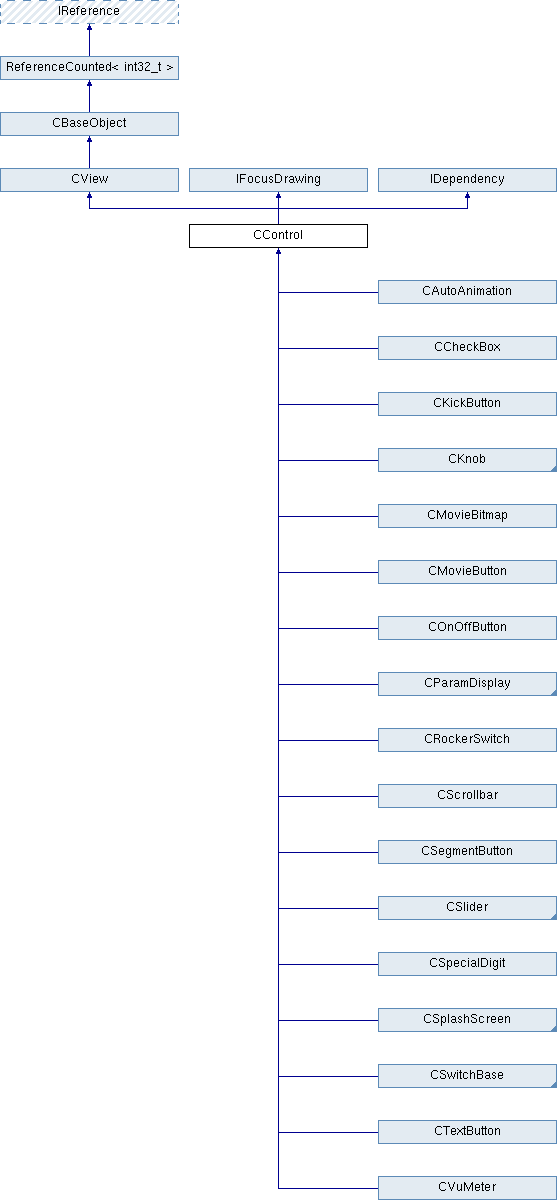 IReference
ReferenceCounted< int32_t >
CBaseObject
CView
IFocusDrawing
IDependency
CControl
CAutoAnimation
CCheckBox
CKickButton
CKnob
CMovieBitmap
CMovieButton
COnOffButton
CParamDisplay
CRockerSwitch
CScrollbar
CSegmentButton
CSlider
CSpecialDigit
CSplashScreen
CSwitchBase
CTextButton
CVuMeter